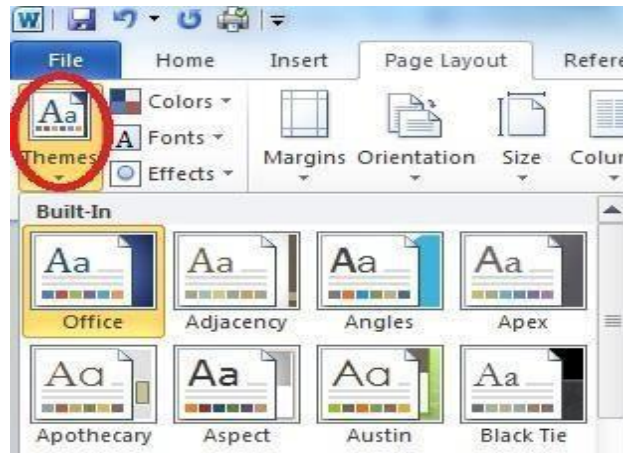 W
File Home Insert Page Layout Refere
Aa Colors
A Fonts
Themes Effects Margins Orientation Size Colum
Built-In
Aa Aa Aa Aa
Office Adjacency Angles Apex
Aa Aa Aa Aa
Apothecary Aspect Austin Black Tie